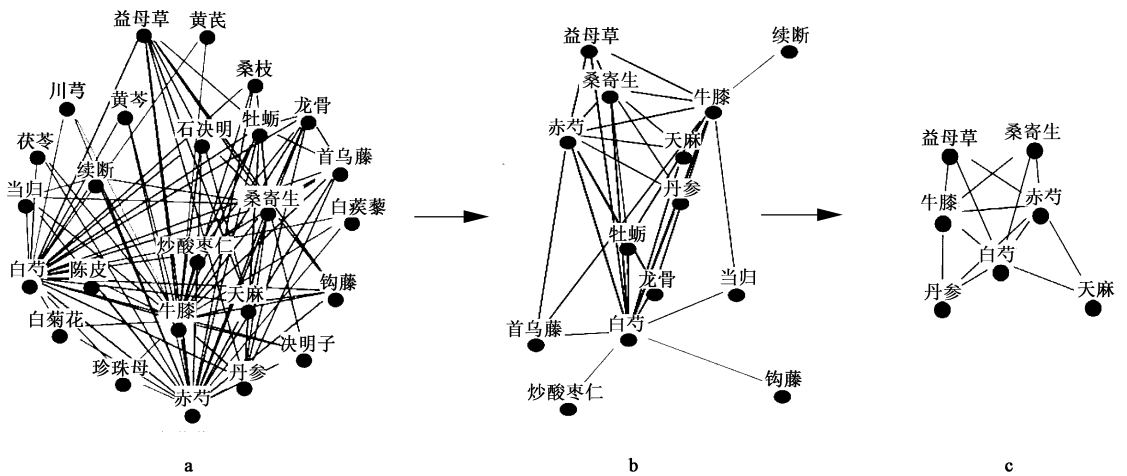 益母草
黄芪
桑枝
川芎
黄芩
龙骨
牡蛎
石决明
茯苓
续断
首乌藤
当归
桑寄生
白蒺藜
炒酸枣仁
白芍
陈皮
天麻
钩藤
牛膝
白菊花
决明子
珍珠母
丹参
赤芍
a
益母草
续断
桑寄生
牛膝
赤芍
天麻
丹参
牡蛎
龙骨
当归
首乌藤
白芍
炒酸枣仁
钩藤
b
益母草
桑寄生
牛膝
赤芍
白芍
丹参
天麻
c